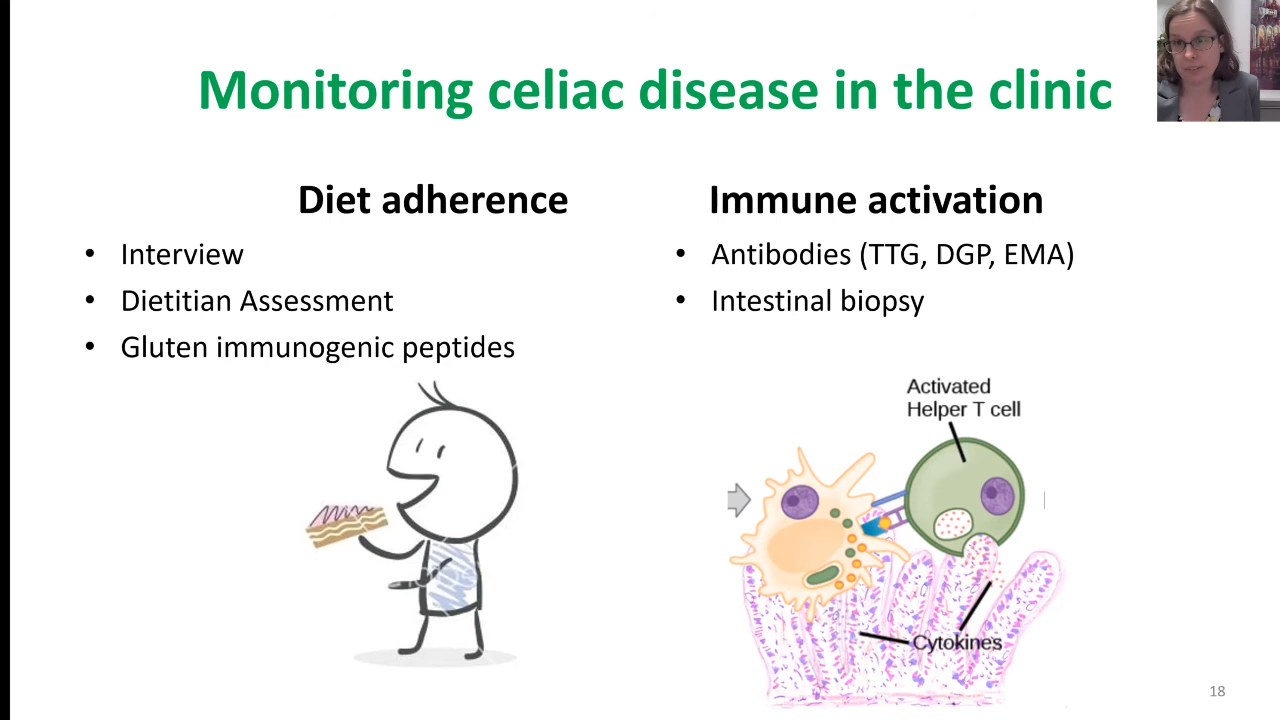 Monitoring celiac disease in the clinic
Diet adherence
• Interview
• Dietitian Assessment
• Gluten immunogenic peptides
Immune activation
• Antibodies (TTG, DGP, EMA)
• Intestinal biopsy
Activated
Helper T cell
Cytokines
18